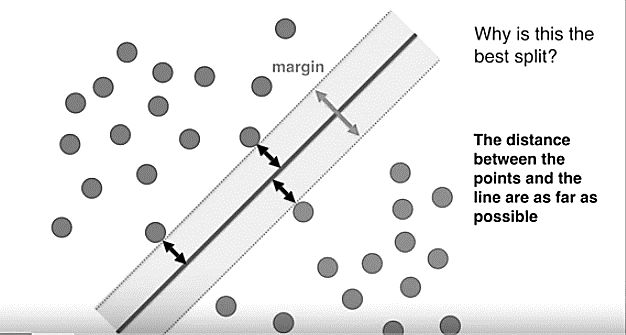 Why is this the
best split?
margin
The distance
between the
points and the
line are as far as
possible